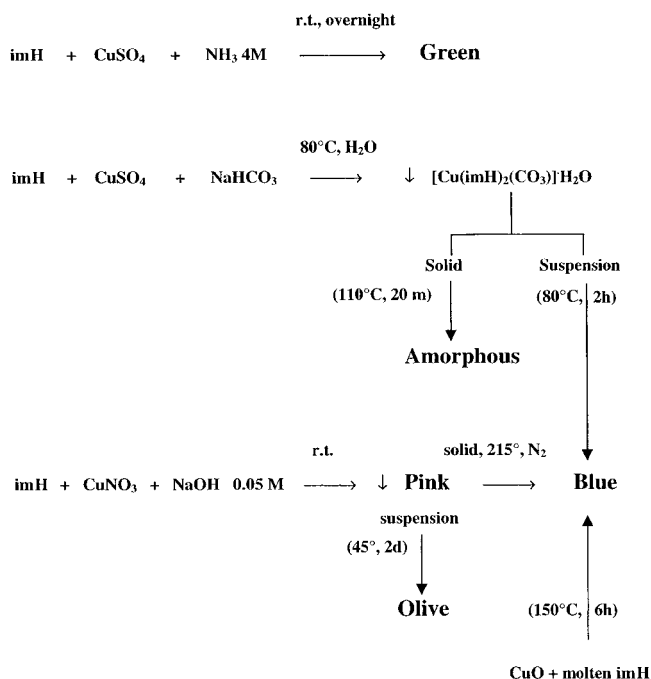 r.t., overnight
imH + CuSO₄ + NH₃ 4M ⟶ Green
80°C, H₂O
imH + CuSO₄ + NaHCO₃ ⟶ ↓ [Cu(imH)₂(CO₃)]·H₂O
Solid Suspension
(110°C, 20 m) (80°C, 2h)
Amorphous
r.t. solid, 215°, N₂
imH + CuNO₃ + NaOH 0.05 M ⟶ ↓ Pink ⟶ Blue
suspension
(45°, 2d)
Olive (150°C, 6h)
CuO + molten imH